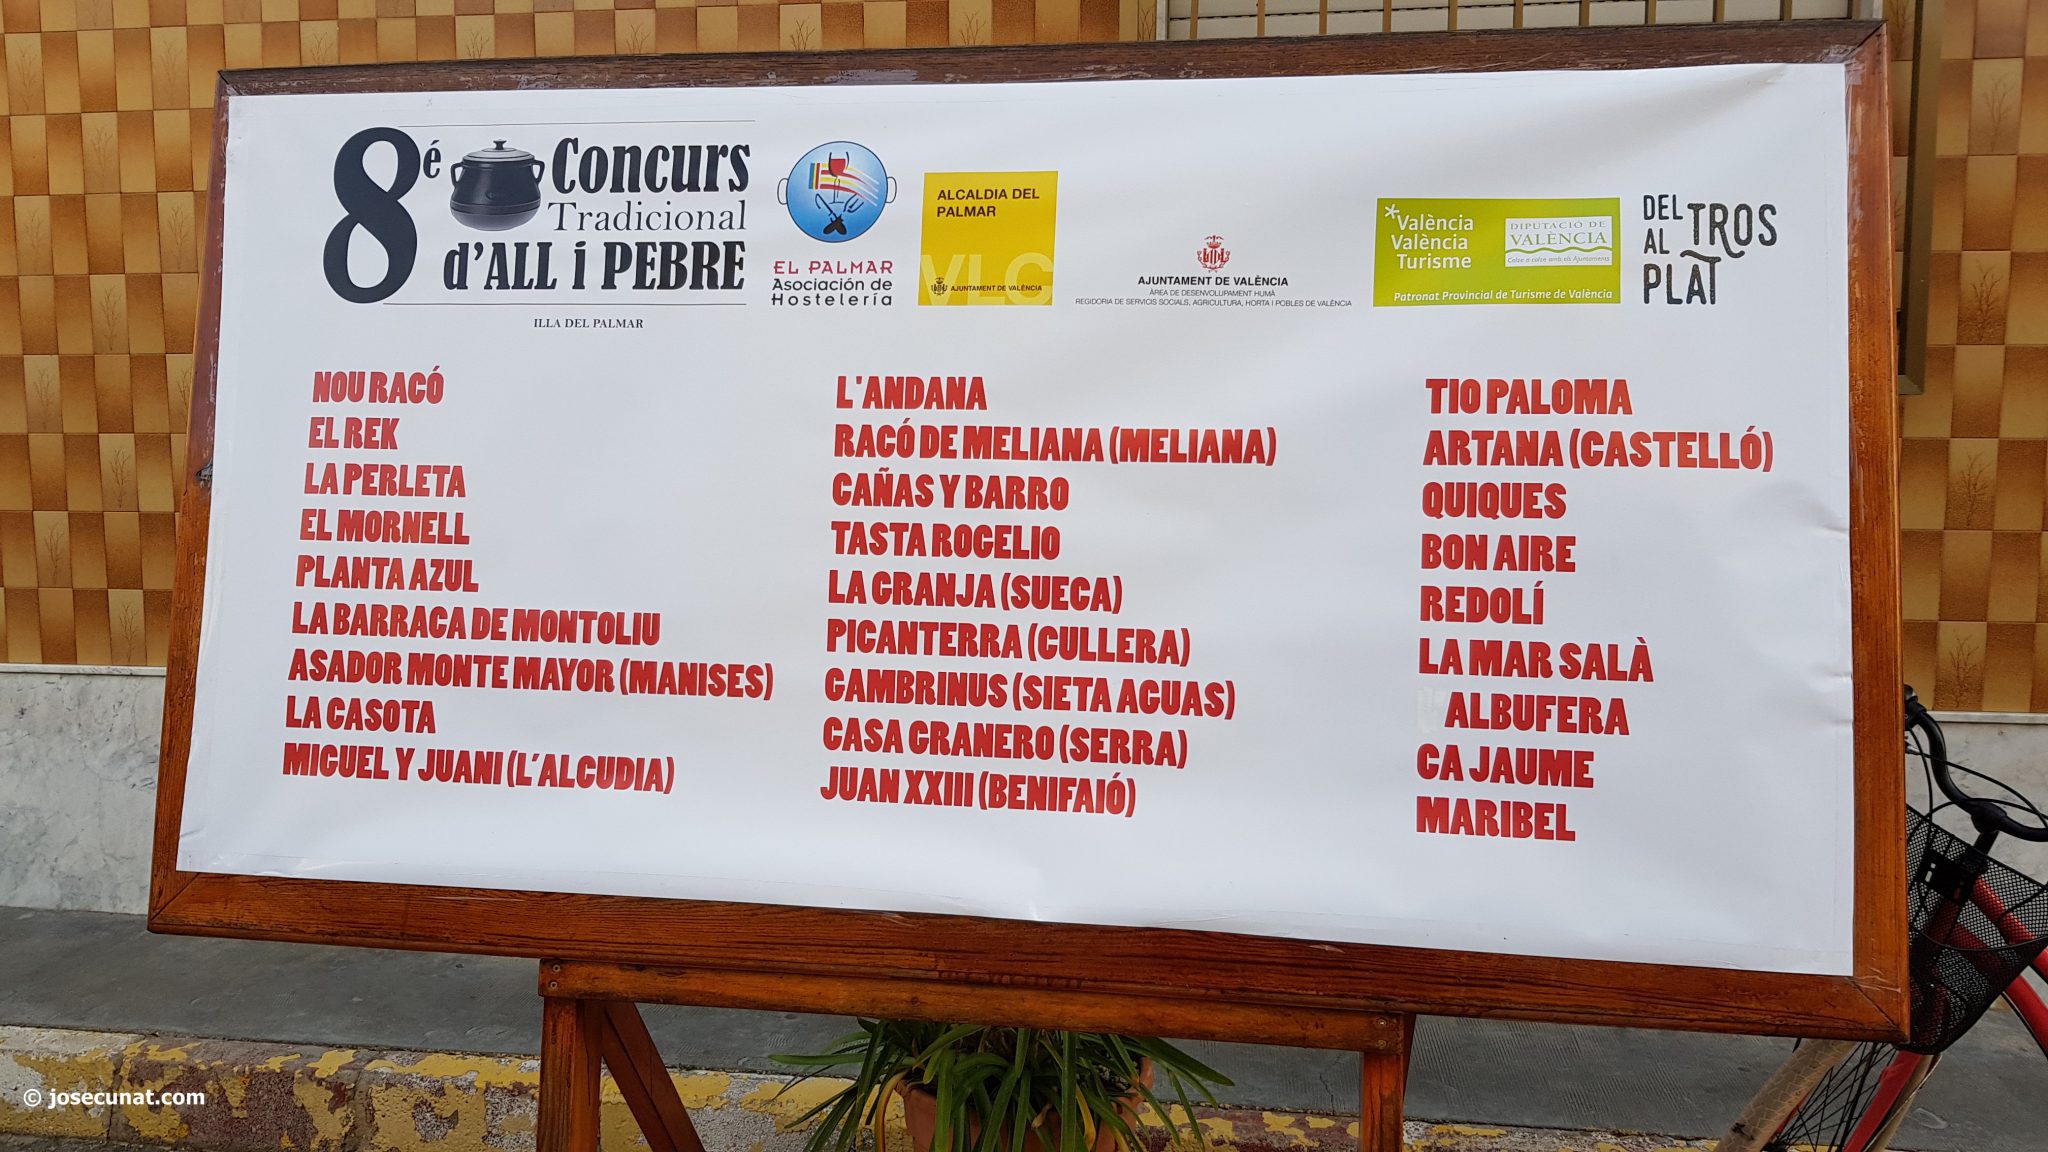 8é Concurs
Tradicional
d'ALL i PEBRE
ILLA DEL PALMAR
EL PALMAR
Asociación de
Hostelería
ALCALDIA DEL
PALMAR
VLC
AJUNTAMENT DE VALÈNCIA
AJUNTAMENT DE VALÈNCIA
ÀREA DE DESENVOLUPAMENT HUMÀ
REGIDORIA DE SERVICIS SOCIALS, AGRICULTURA, HORTA I POBLES DE VALÈNCIA
València
València
Turisme
DIPUTACIÓ DE
VALÈNCIA
Colze a colze amb els Ajuntaments
Patronat Provincial de Turisme de València
DEL TROS
AL
PLAT
NOU RACÓ
EL REK
LA PERLETA
EL MORNELL
PLANTA AZUL
LA BARRACA DE MONTOLIU
ASADOR MONTE MAYOR (MANISES)
LA CASOTA
MIGUEL Y JUANI (L'ALCUDIA)
L'ANDANA
RACÓ DE MELIANA (MELIANA)
CAÑAS Y BARRO
TASTA ROGELIO
LA GRANJA (SUECA)
PICANTERRA (CULLERA)
GAMBRINUS (SIETA AGUAS)
CASA GRANERO (SERRA)
JUAN XXIII (BENIFAIÓ)
TIO PALOMA
ARTANA (CASTELLÓ)
QUIQUES
BON AIRE
REDOLÍ
LA MAR SALÀ
ALBUFERA
CA JAUME
MARIBEL
© josecunat.com